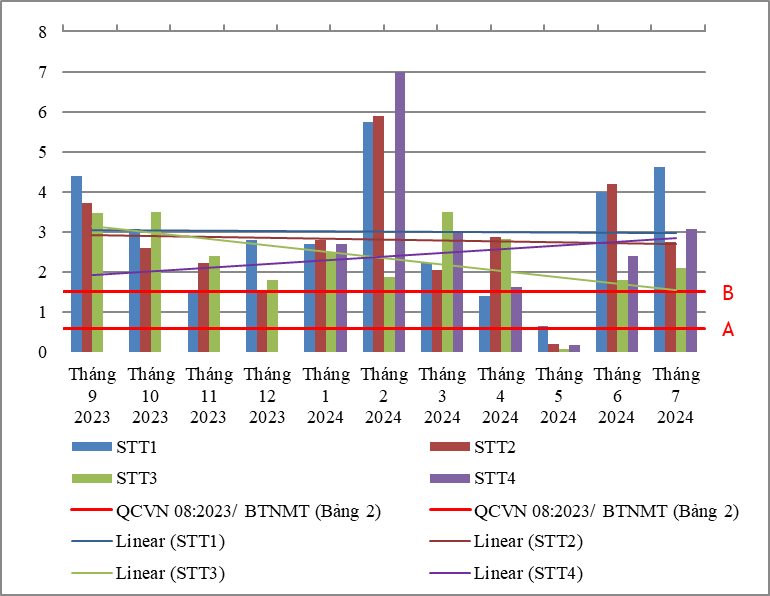 8
7
6
5
4
3
2
1
0
B
A
Tháng 9 2023
Tháng 10 2023
Tháng 11 2023
Tháng 12 2023
Tháng 1 2024
Tháng 2 2024
Tháng 3 2024
Tháng 4 2024
Tháng 5 2024
Tháng 6 2024
Tháng 7 2024
STT1
STT2
STT3
STT4
QCVN 08:2023/ BTNMT (Bảng 2)
QCVN 08:2023/ BTNMT (Bảng 2)
Linear (STT1)
Linear (STT2)
Linear (STT3)
Linear (STT4)